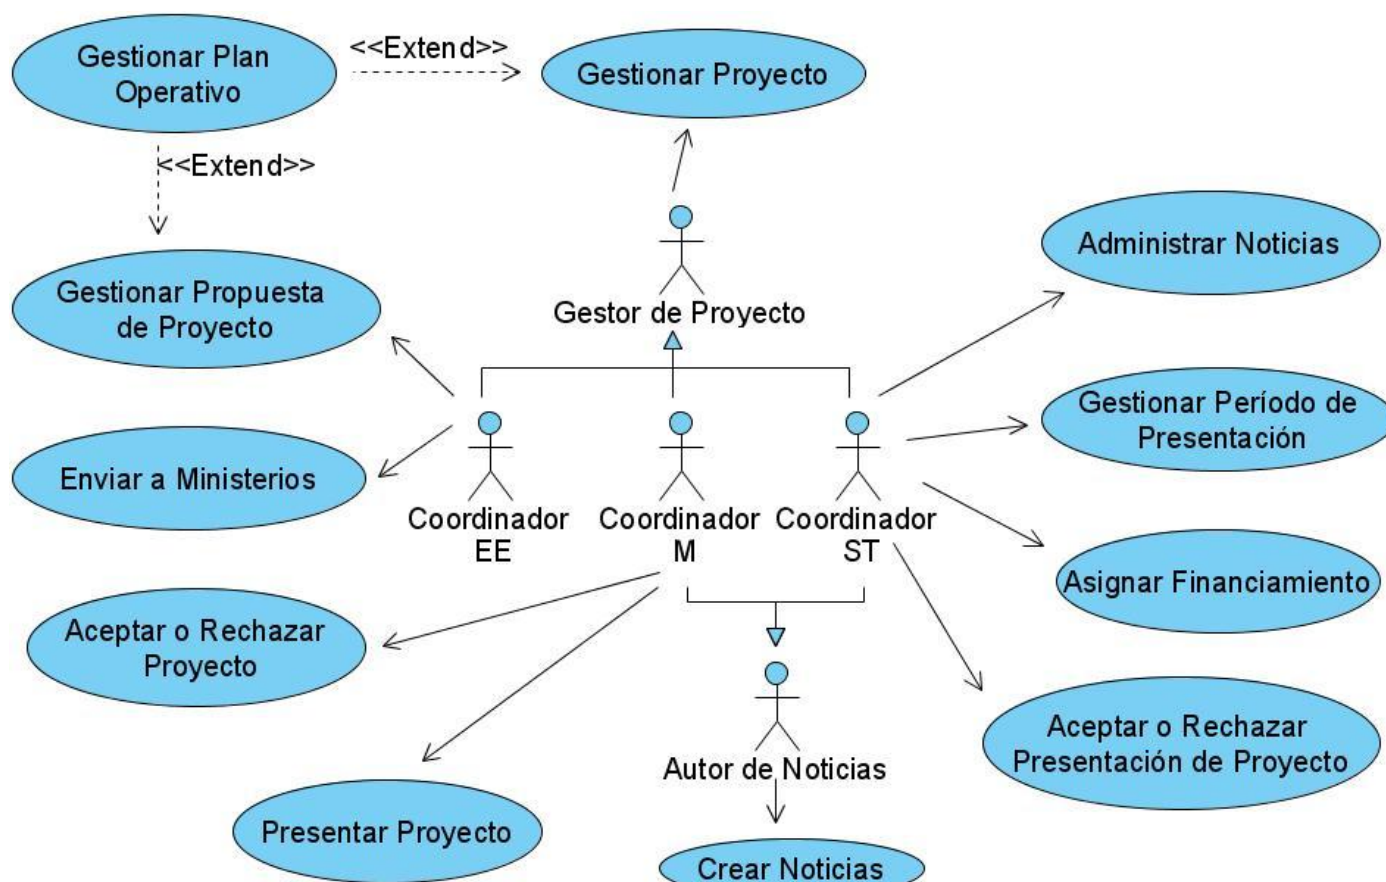 Gestionar Plan
Operativo
<<Extend>>
Gestionar Proyecto
<<Extend>>
Gestionar Propuesta
de Proyecto
Gestor de Proyecto
Administrar Noticias
Gestionar Período de
Presentación
Enviar a Ministerios
Coordinador
EE
Coordinador
M
Coordinador
ST
Asignar Financiamiento
Aceptar o Rechazar
Proyecto
Aceptar o Rechazar
Presentación de Proyecto
Autor de Noticias
Presentar Proyecto
Crear Noticias